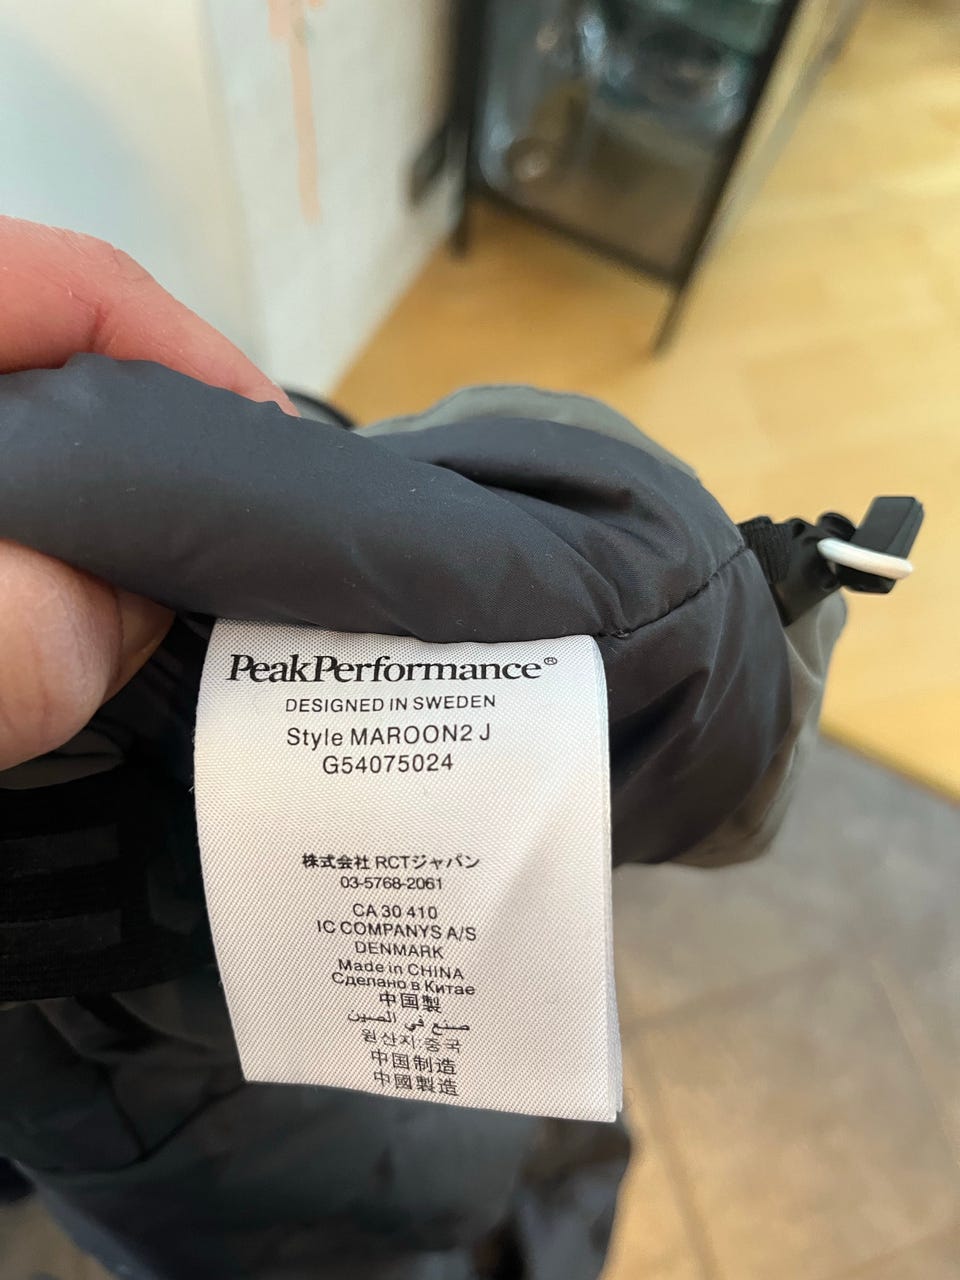 PeakPerformance®
DESIGNED IN SWEDEN
Style MAROON2 J
G54075024
株式会社 RCTジャパン
03-5768-2061
CA 30 410
IC COMPANYS A/S
DENMARK
Made in CHINA
Сделано в Китае
中国製
صنع في الصين
원산지:중국
中国制造
中國製造